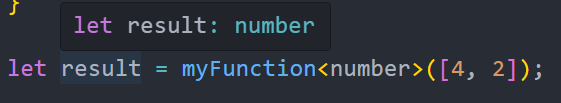 }
let result: number
let result = myFunction<number>([4, 2]);